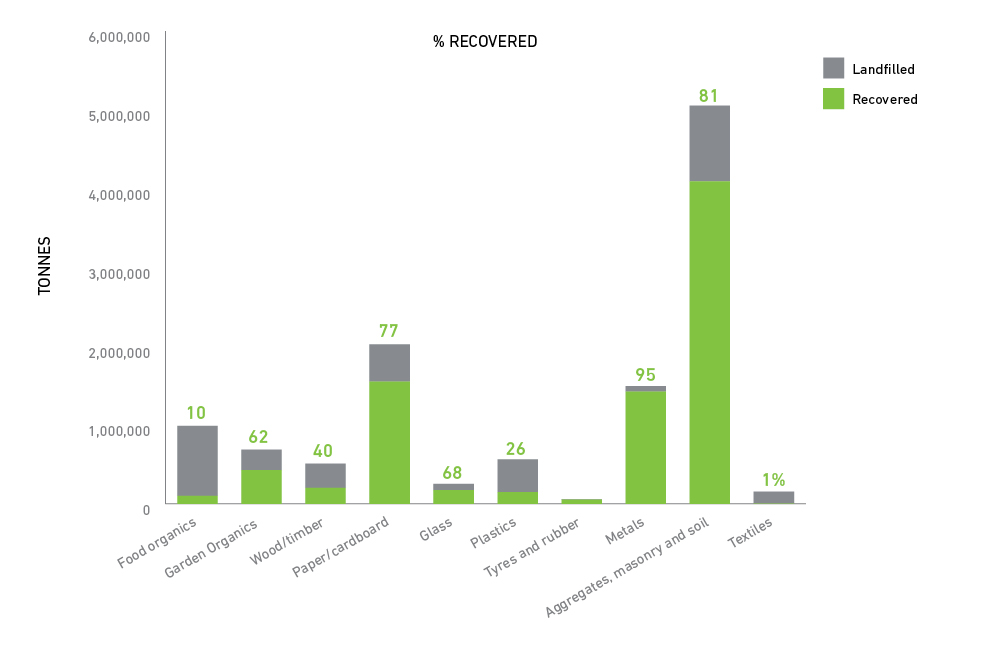 % RECOVERED
Landfilled
Recovered
TONNES
6,000,000
5,000,000
4,000,000
3,000,000
2,000,000
1,000,000
0
10
62
40
77
68
26
95
81
1%
Food organics
Garden Organics
Wood/timber
Paper/cardboard
Glass
Plastics
Tyres and rubber
Metals
Aggregates, masonry and soil
Textiles